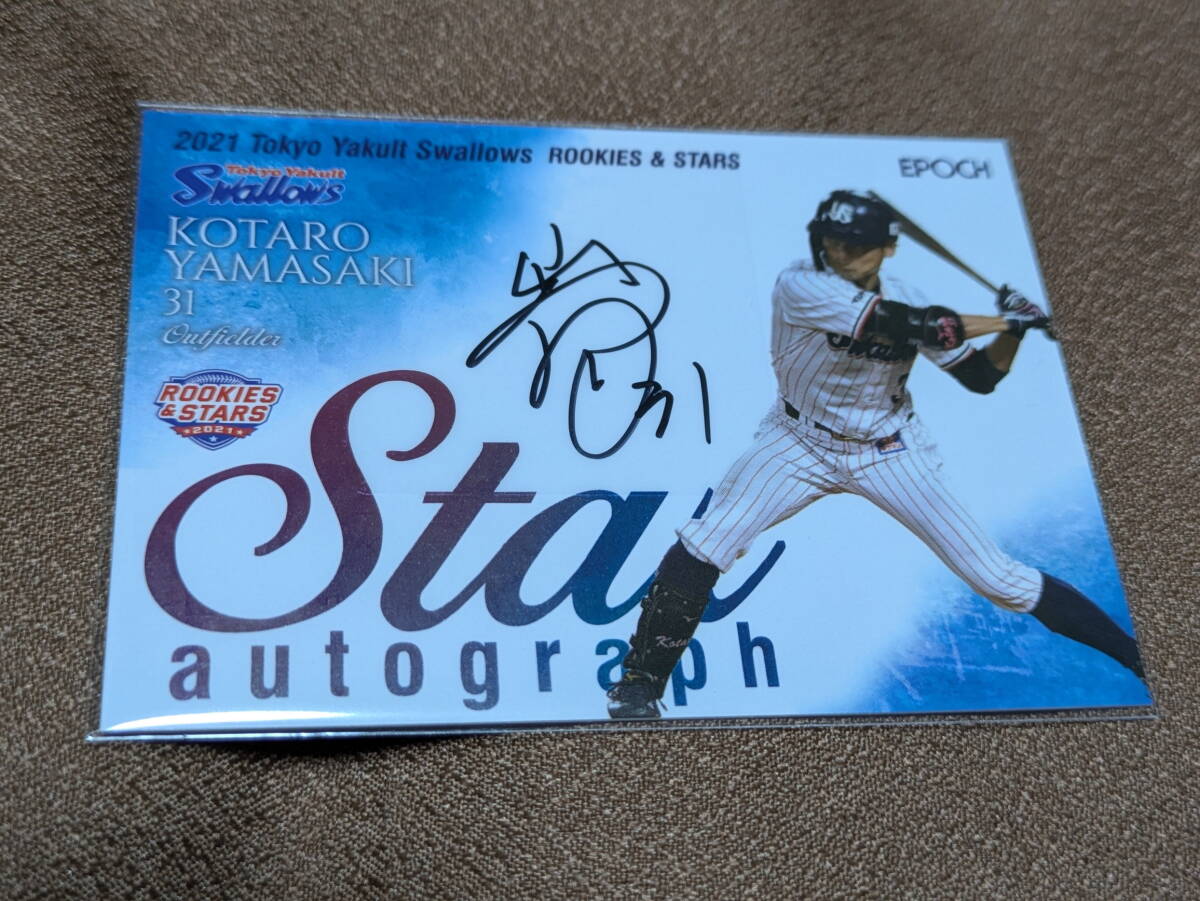 2021 Tokyo Yakult Swallows ROOKIES & STARS
EPOCH
Tokyo Yakult
Swallows
KOTARO
YAMASAKI
31
Outfielder
ROOKIES
& STARS
2021
Star
autograph
31